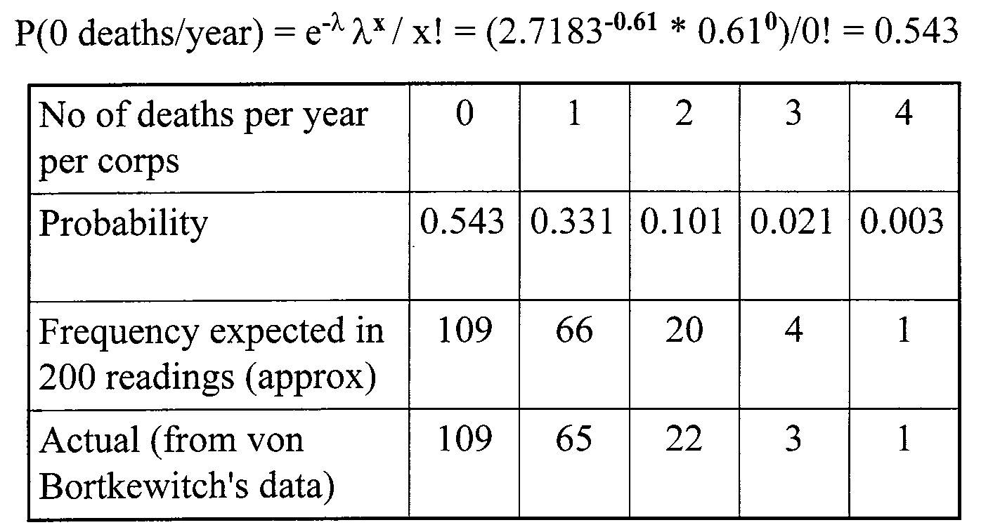 P(0 deaths/year) = e^-λ λ^x / x! = (2.7183^-0.61 * 0.61^0)/0! = 0.543
No of deaths per year
per corps
0 1 2 3 4
Probability 0.543 0.331 0.101 0.021 0.003
Frequency expected in
200 readings (approx)
109 66 20 4 1
Actual (from von
Bortkewitch's data)
109 65 22 3 1